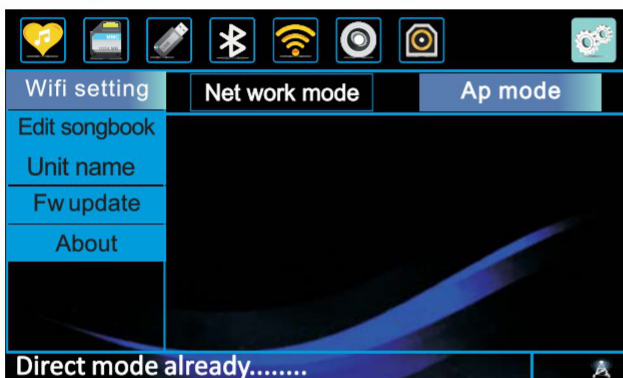 Wifi setting
Net work mode
Ap mode
Edit songbook
Unit name
Fw update
About
Direct mode already........